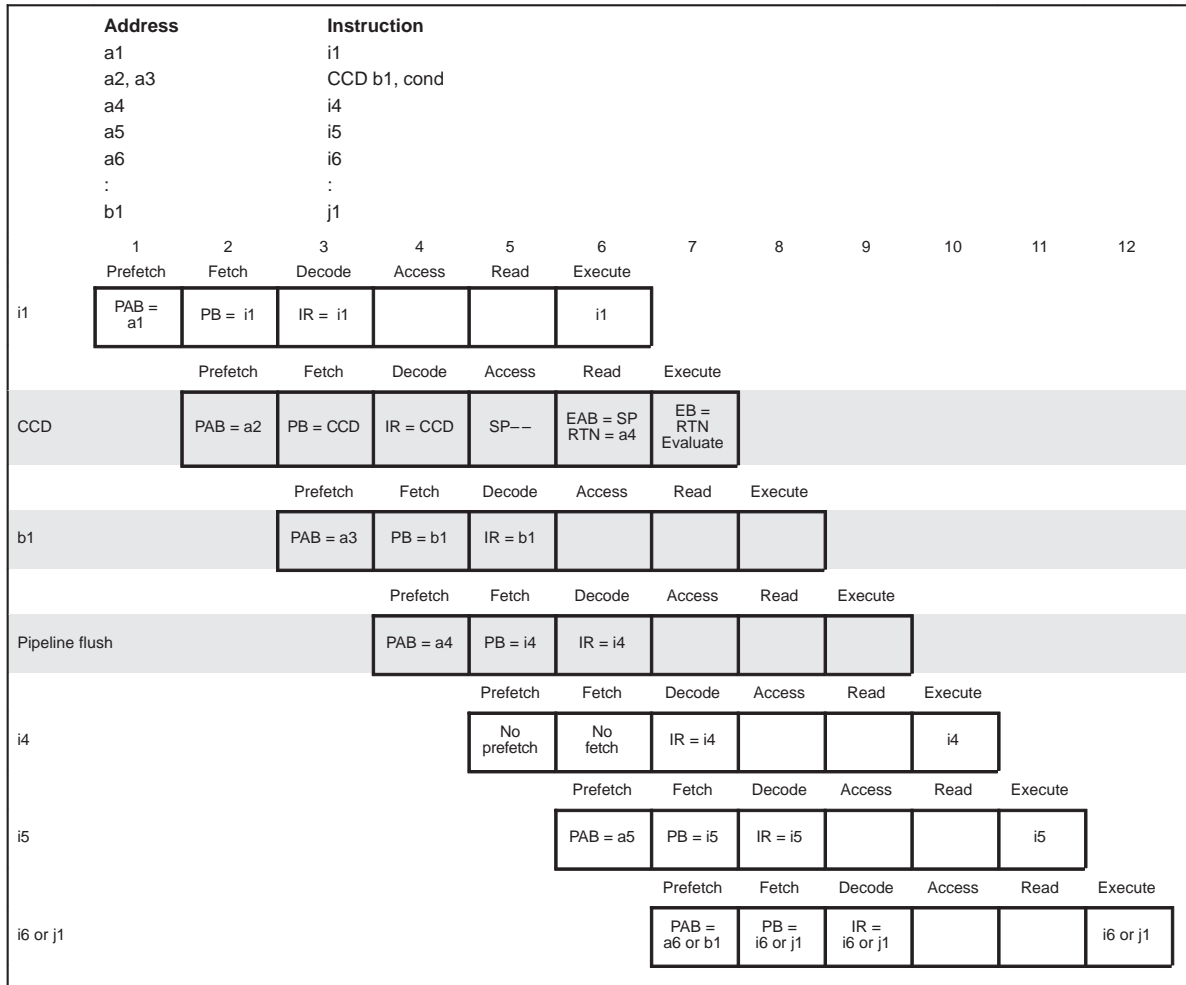 Address Instruction
a1 i1
a2, a3 CCD b1, cond
a4 i4
a5 i5
a6 i6
: :
b1 j1
1 2 3 4 5 6 7 8 9 10 11 12
Prefetch Fetch Decode Access Read Execute
i1 PAB = a1 PB = i1 IR = i1 i1
Prefetch Fetch Decode Access Read Execute
CCD PAB = a2 PB = CCD IR = CCD SP−− EAB = SP RTN = a4 EB = RTN Evaluate
Prefetch Fetch Decode Access Read Execute
b1 PAB = a3 PB = b1 IR = b1
Prefetch Fetch Decode Access Read Execute
Pipeline flush PAB = a4 PB = i4 IR = i4
Prefetch Fetch Decode Access Read Execute
i4 No prefetch No fetch IR = i4 i4
Prefetch Fetch Decode Access Read Execute
i5 PAB = a5 PB = i5 IR = i5 i5
Prefetch Fetch Decode Access Read Execute
i6 or j1 PAB = a6 or b1 PB = i6 or j1 IR = i6 or j1 i6 or j1